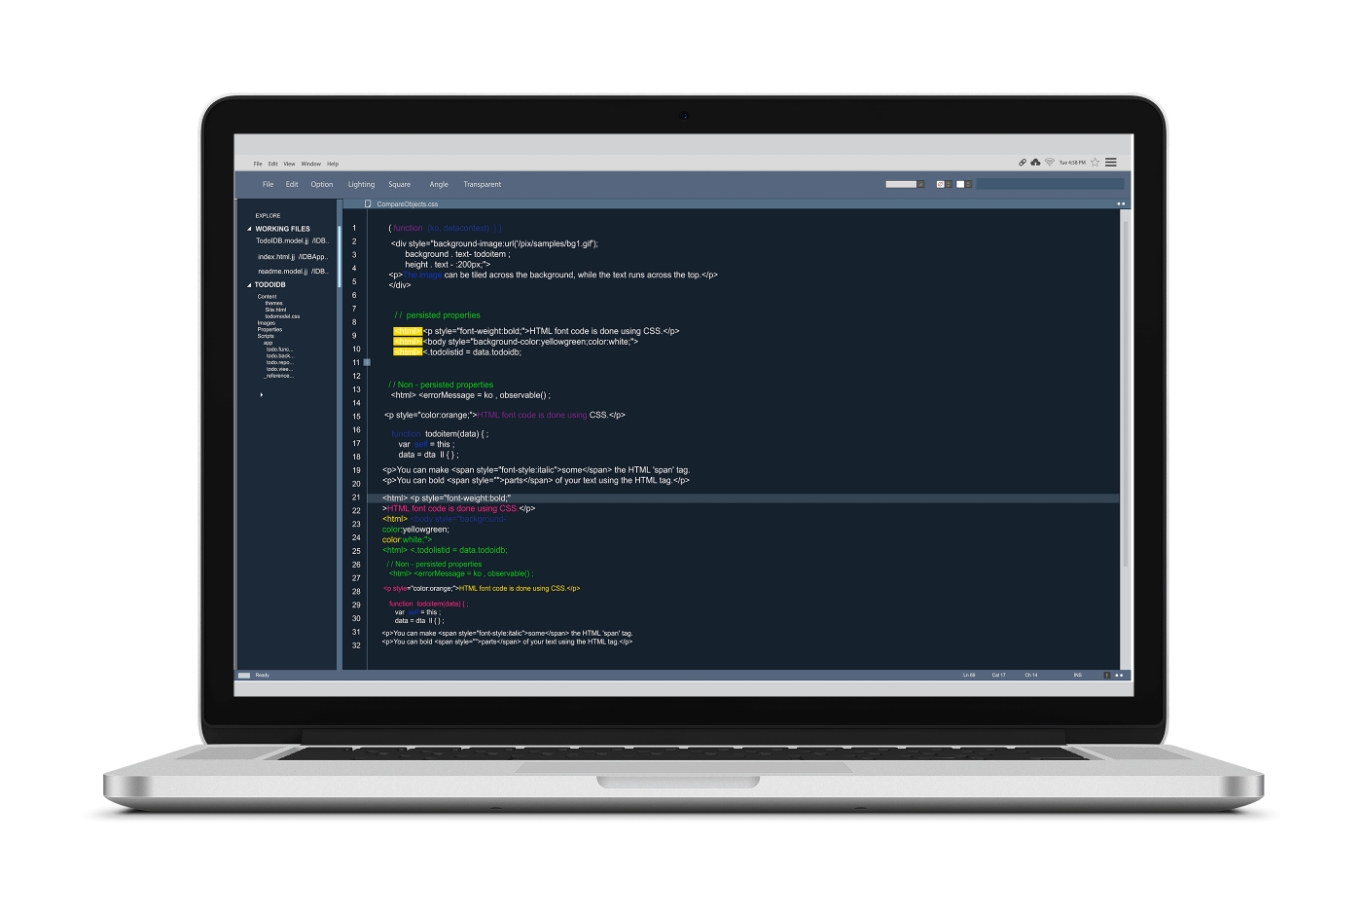 File Edit View Window Help
Tue 4:38 PM
File Edit Option Lighting Square Angle Transparent
CompareObjects.css
EXPLORE
WORKING FILES
TodoIDB.model.jj /IDB..
index.html.jj /IDBApp..
readme.model.jj /IDB..
TODOIDB
Content
themes
Site.html
todomodel.css
Images
Properties
Scripts
app
todo.func...
todo.back...
todo.repo...
todo.view...
_reference...
1
2
3
4
5
6
7
8
9
10
11
12
13
14
15
16
17
18
19
20
21
22
23
24
25
26
27
28
29
30
31
32
( function (ko, datacontext) { }
<div style="background-image:url('/pix/samples/bg1.gif');
background . text- todoitem ;
height . text - :200px;">
<p>The image can be tiled across the background, while the text runs across the top.</p>
</div>
// persisted properties
<html><p style="font-weight:bold;">HTML font code is done using CSS.</p>
<html><body style="background-color:yellowgreen;color:white;">
<html><.todolistid = data.todoidb;
// Non - persisted properties
<html> <errorMessage = ko , observable() ;
<p style="color:orange;">HTML font code is done using CSS.</p>
function todoitem(data) { ;
var self = this ;
data = dta II { } ;
<p>You can make <span style="font-style:italic">some</span> the HTML 'span' tag.
<p>You can bold <span style="">parts</span> of your text using the HTML tag.</p>
<html> <p style="font-weight:bold;"
>HTML font code is done using CSS.</p>
<html> <body style="background-
color:yellowgreen;
color:white;">
<html> <.todolistid = data.todoidb;
// Non - persisted properties
<html> <errorMessage = ko , observable() ;
<p style="color:orange;">HTML font code is done using CSS.</p>
function todoitem(data) { ;
var self = this ;
data = dta II { } ;
<p>You can make <span style="font-style:italic">some</span> the HTML 'span' tag.
<p>You can bold <span style="">parts</span> of your text using the HTML tag.</p>
Ready
Ln 68 Col 17 Ch 14 INS